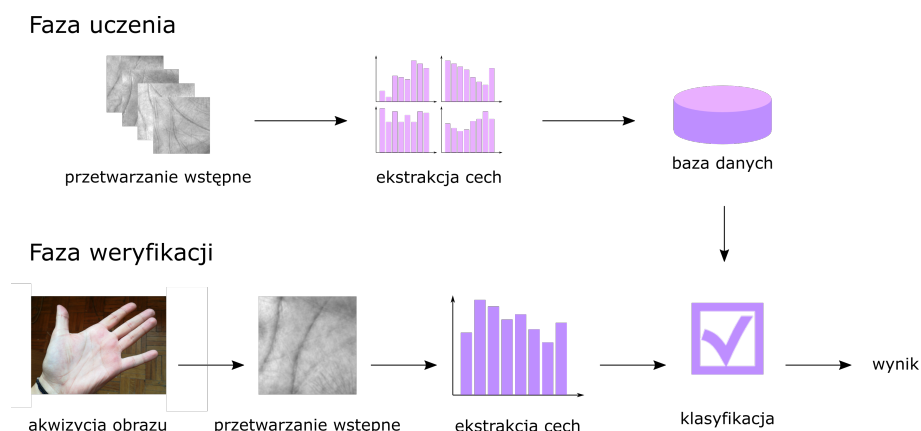 Faza uczenia
przetwarzanie wstępne
ekstrakcja cech
baza danych
Faza weryfikacji
akwizycja obrazu
przetwarzanie wstępne
ekstrakcja cech
klasyfikacja
wynik